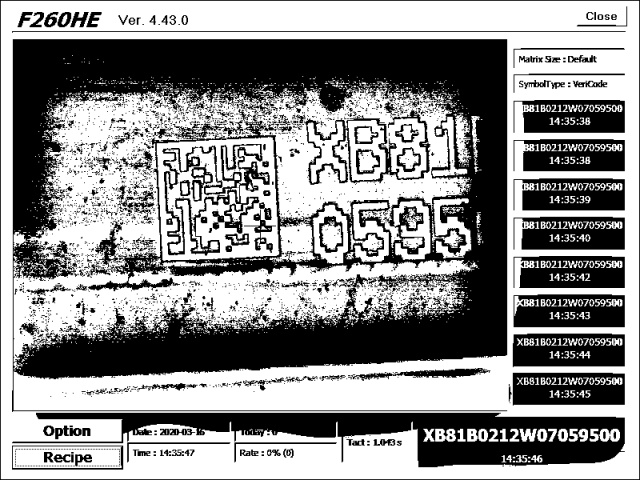 F260HE Ver. 4.43.0
Close
Matrix Size : Default
SymbolType : VeriCode
XB81
0595
XB81B0212W07059500
14:35:38
XB81B0212W07059500
14:35:38
XB81B0212W07059500
14:35:39
XB81B0212W07059500
14:35:40
XB81B0212W07059500
14:35:42
XB81B0212W07059500
14:35:43
XB81B0212W07059500
14:35:44
XB81B0212W07059500
14:35:45
Option
Recipe
Date : 2020-03-16
Time : 14:35:47
Today : 0
Rate : 0% (0)
Tact : 1.043 s
XB81B0212W07059500
14:35:46